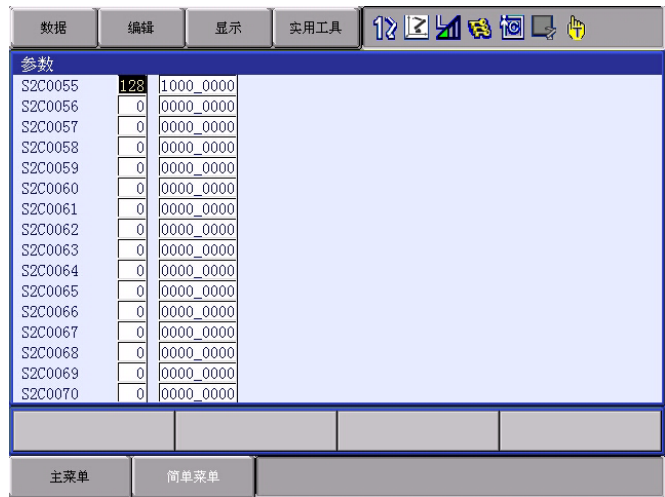 数据 编辑 显示 实用工具
参数
S2C0055 128 1000_0000
S2C0056 0 0000_0000
S2C0057 0 0000_0000
S2C0058 0 0000_0000
S2C0059 0 0000_0000
S2C0060 0 0000_0000
S2C0061 0 0000_0000
S2C0062 0 0000_0000
S2C0063 0 0000_0000
S2C0064 0 0000_0000
S2C0065 0 0000_0000
S2C0066 0 0000_0000
S2C0067 0 0000_0000
S2C0068 0 0000_0000
S2C0069 0 0000_0000
S2C0070 0 0000_0000
主菜单 简单菜单